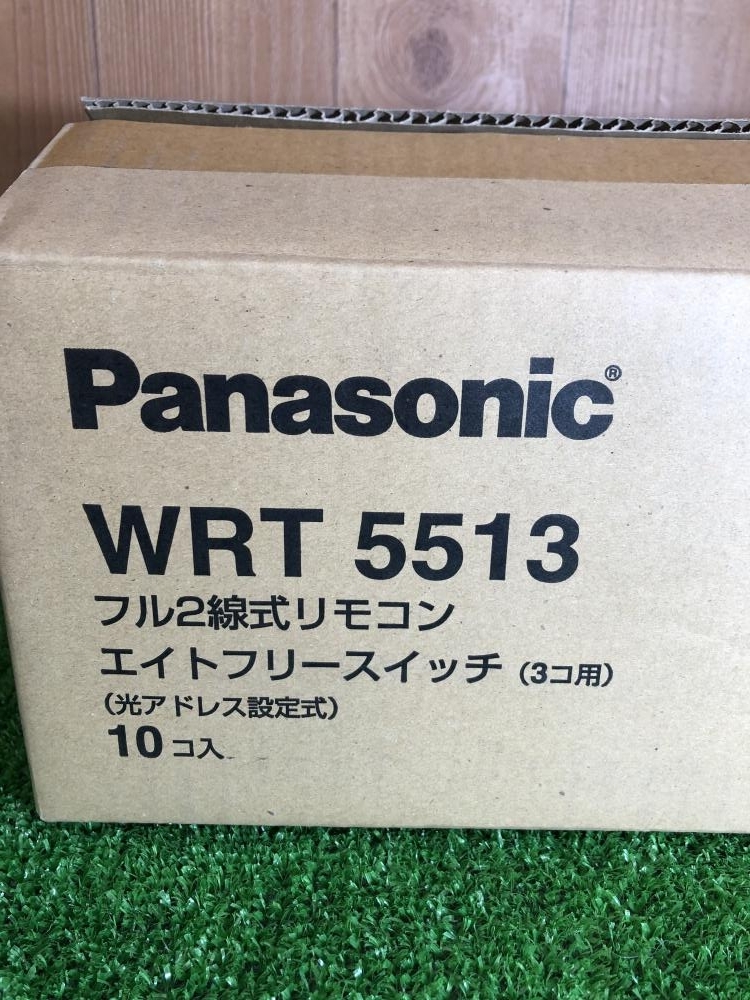 Panasonic®
WRT 5513
フル2線式リモコン
エイトフリースイッチ（3コ用）
（光アドレス設定式）
10コ入